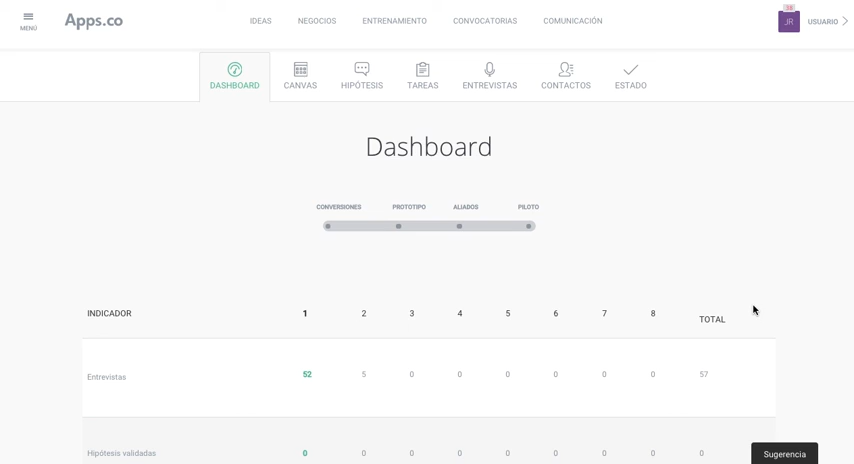 58
MENÚ
Apps.co
IDEAS NEGOCIOS ENTRENAMIENTO CONVOCATORIAS COMUNICACIÓN
JR
USUARIO
DASHBOARD CANVAS HIPÓTESIS TAREAS ENTREVISTAS CONTACTOS ESTADO
Dashboard
CONVERSIONES PROTOTIPO ALIADOS PILOTO
INDICADOR 1 2 3 4 5 6 7 8 TOTAL
Entrevistas 52 5 0 0 0 0 0 0 57
Hipótesis validadas 0 0 0 0 0 0 0 0 0
Sugerencia